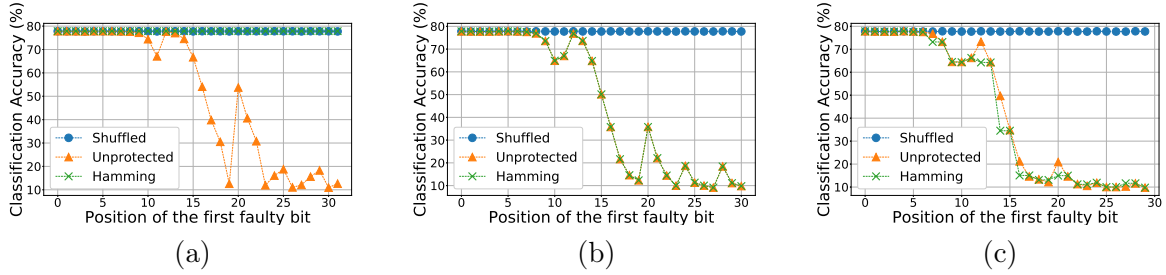 Classification Accuracy (%)
80
70
60
50
40
30
20
10
Shuffled
Unprotected
Hamming
0 5 10 15 20 25 30
Position of the first faulty bit
(a)
Classification Accuracy (%)
80
70
60
50
40
30
20
10
Shuffled
Unprotected
Hamming
0 5 10 15 20 25 30
Position of the first faulty bit
(b)
Classification Accuracy (%)
80
70
60
50
40
30
20
10
Shuffled
Unprotected
Hamming
0 5 10 15 20 25 30
Position of the first faulty bit
(c)